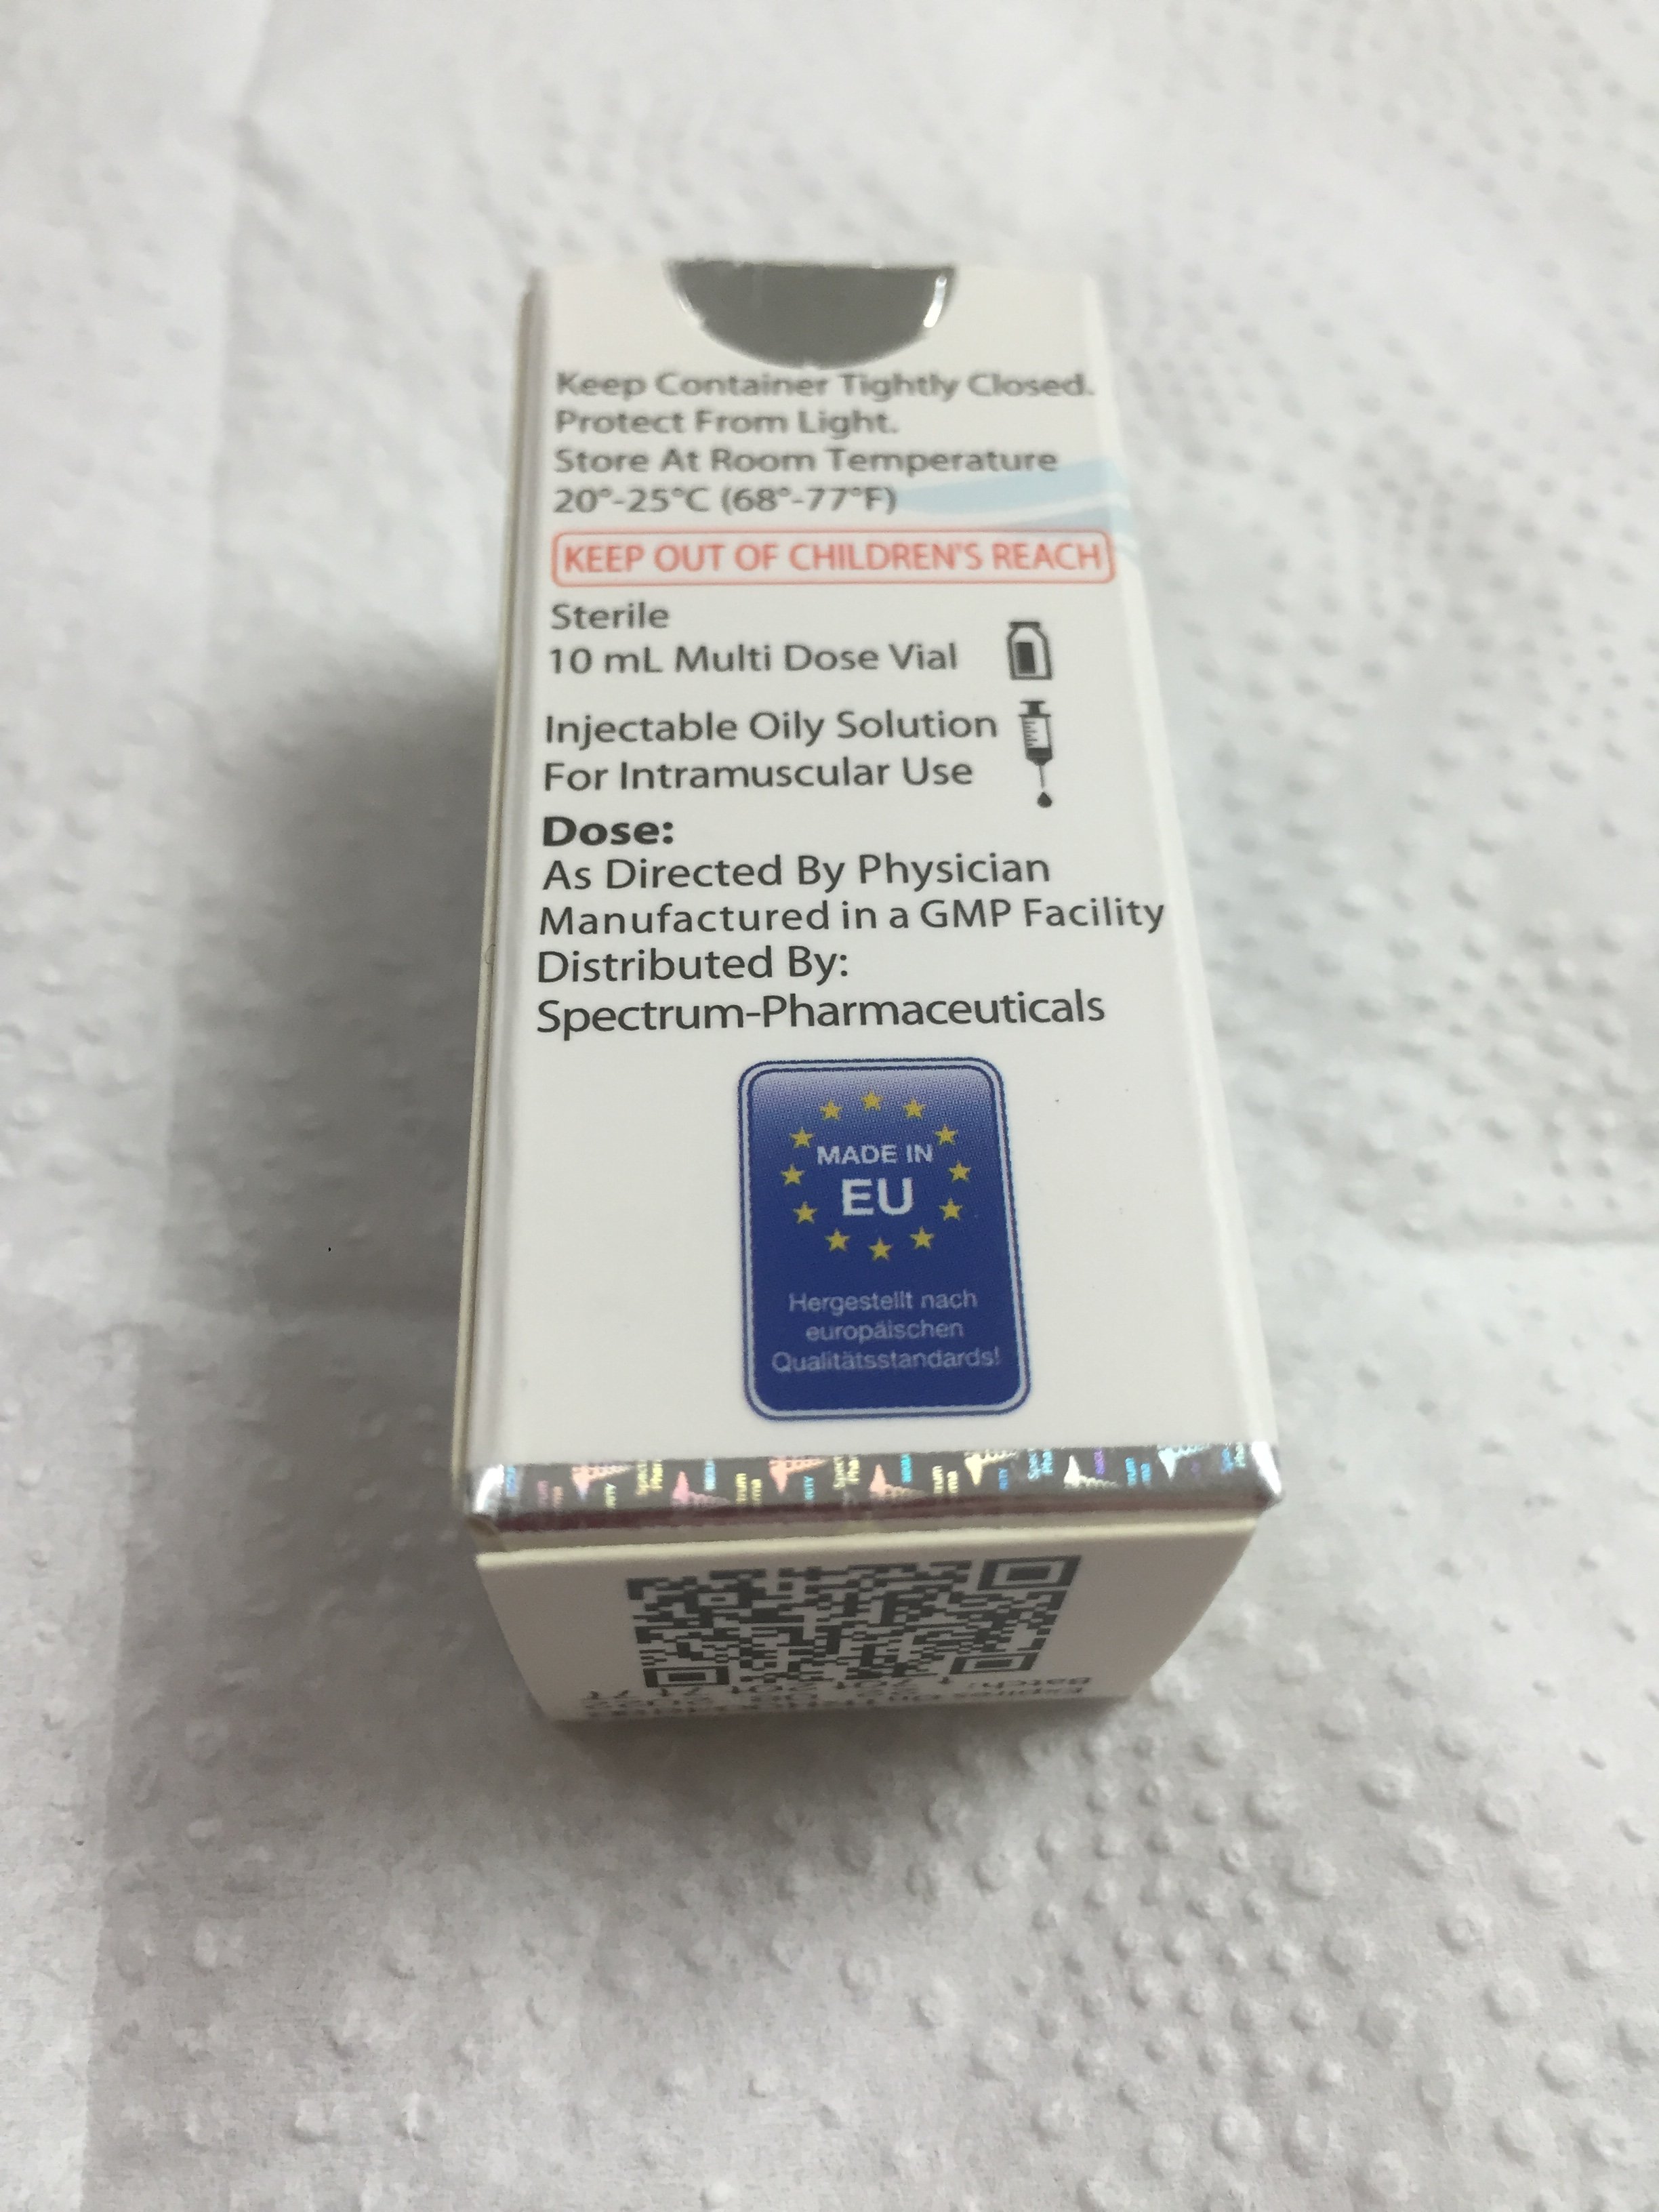 Keep Container Tightly Closed.
Protect From Light.
Store At Room Temperature
20°-25°C (68°-77°F)
KEEP OUT OF CHILDREN'S REACH
Sterile
10 mL Multi Dose Vial
Injectable Oily Solution
For Intramuscular Use
Dose:
As Directed By Physician
Manufactured in a GMP Facility
Distributed By:
Spectrum-Pharmaceuticals
MADE IN
EU
Hergestellt nach
europäischen
Qualitätsstandards!
Batch:
Expires